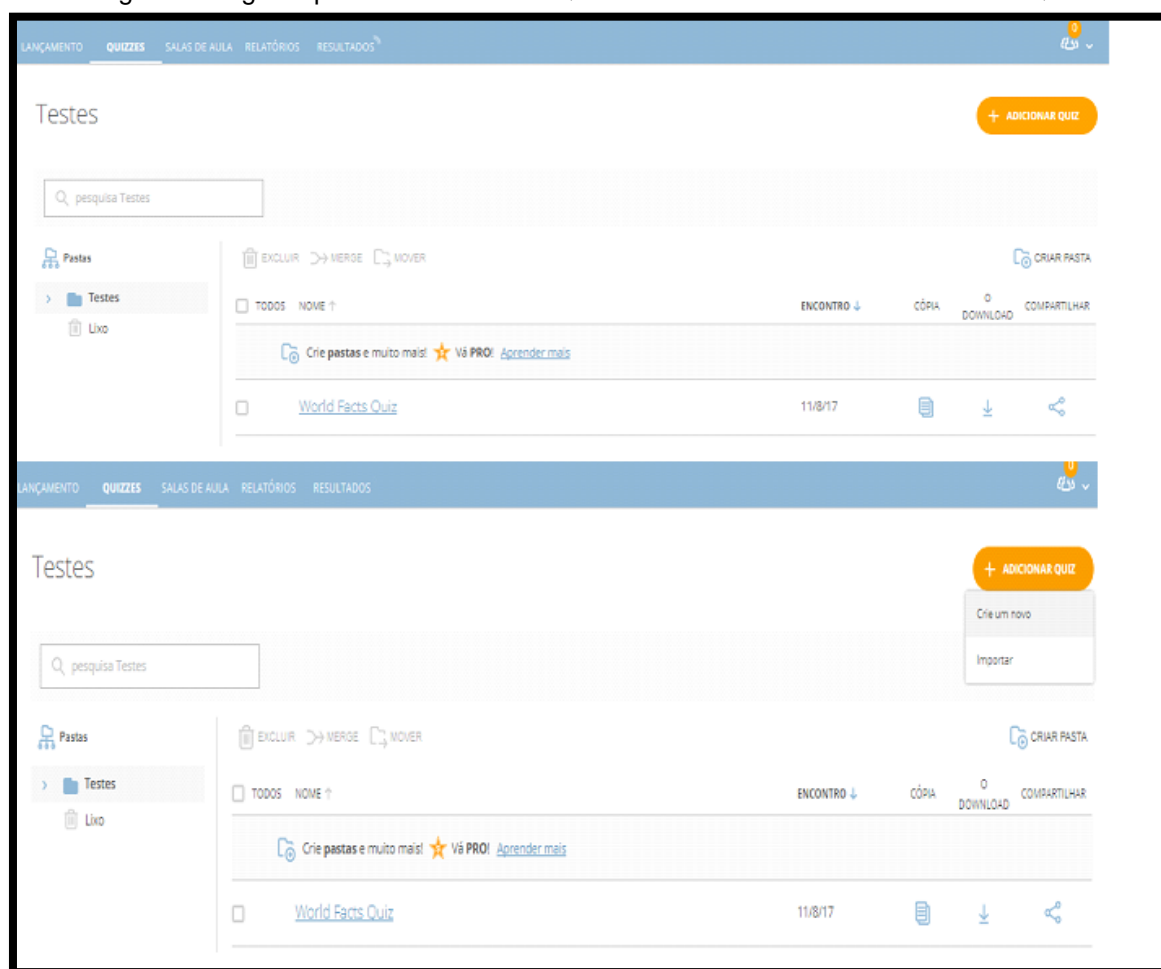 LANÇAMENTO QUIZZES SALAS DE AULA RELATÓRIOS RESULTADOS 0
Testes + ADICIONAR QUIZ
pesquisa Testes
Pastas EXCLUIR MERGE MOVER CRIAR PASTA
Testes TODOS NOME ↑ ENCONTRO ↓ CÓPIA O DOWNLOAD COMPARTILHAR
Lixo
Crie pastas e muito mais! Vá PRO! Aprender mais
World Facts Quiz 11/8/17
LANÇAMENTO QUIZZES SALAS DE AULA RELATÓRIOS RESULTADOS 0
Testes + ADICIONAR QUIZ
Crie um novo
pesquisa Testes Importar
Pastas EXCLUIR MERGE MOVER CRIAR PASTA
Testes TODOS NOME ↑ ENCONTRO ↓ CÓPIA O DOWNLOAD COMPARTILHAR
Lixo
Crie pastas e muito mais! Vá PRO! Aprender mais
World Facts Quiz 11/8/17